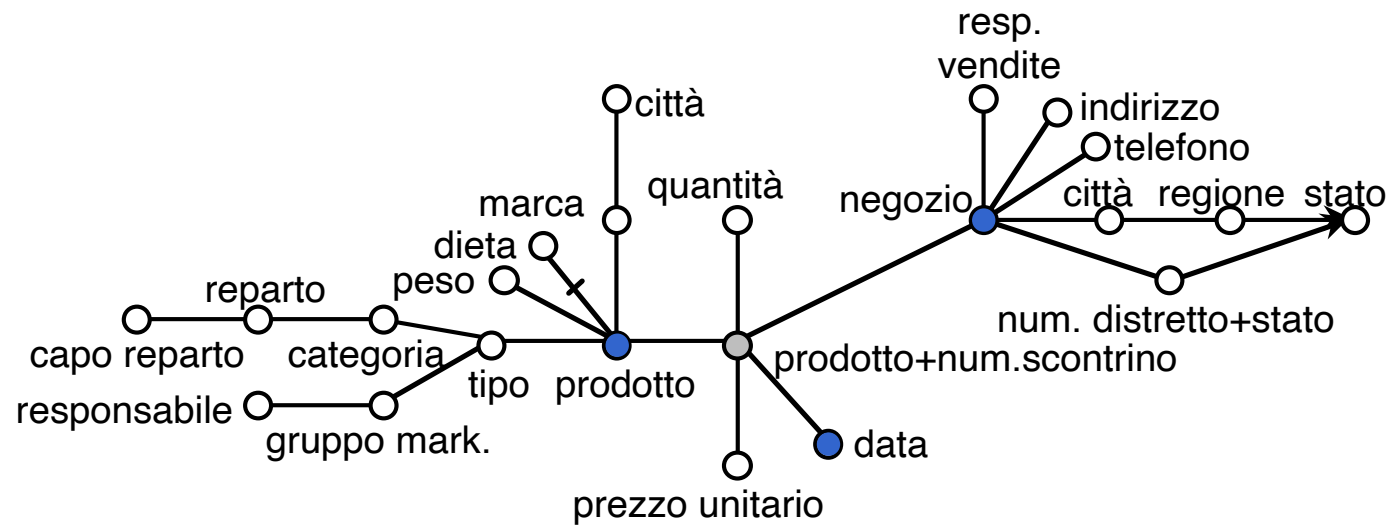 resp.
vendite
città
indirizzo
telefono
quantità
negozio
città
regione
stato
marca
dieta
peso
reparto
num. distretto+stato
capo reparto
categoria
prodotto+num.scontrino
tipo
prodotto
responsabile
gruppo mark.
data
prezzo unitario